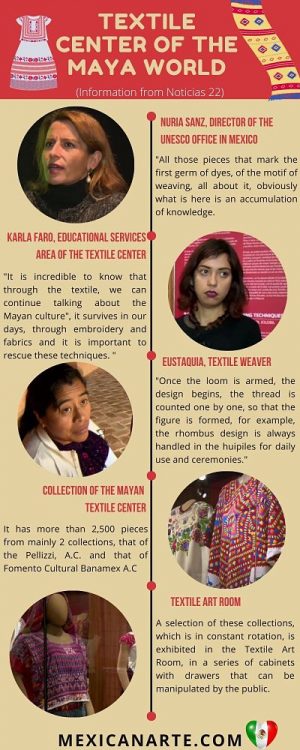 TEXTILE
CENTER OF THE
MAYA WORLD
(Information from Noticias 22)
NURIA SANZ, DIRECTOR OF THE
UNESCO OFFICE IN MEXICO
"All those pieces that mark the
first germ of dyes, of the motif of
weaving, all about it, obviously
what is here is an accumulation
of knowledge.
KARLA FARO, EDUCATIONAL SERVICES
AREA OF THE TEXTILE CENTER
"It is incredible to know that
through the textile, we can
continue talking about the
Mayan culture", it survives in our
days, through embroidery and
fabrics and it is important to
rescue these techniques. "
EUSTAQUIA, TEXTILE WEAVER
"Once the loom is armed, the
design begins, the thread is
counted one by one, so that the
figure is formed, for example,
the rhombus design is always
handled in the huipiles for daily
use and ceremonies."
COLLECTION OF THE MAYAN
TEXTILE CENTER
It has more than 2,500 pieces
from mainly 2 collections, that of
the Pellizzi, A.C. and that of
Fomento Cultural Banamex A.C
TEXTILE ART ROOM
A selection of these collections,
which is in constant rotation, is
exhibited in the Textile Art
Room, in a series of cabinets
with drawers that can be
manipulated by the public.
MEXICANARTE.COM